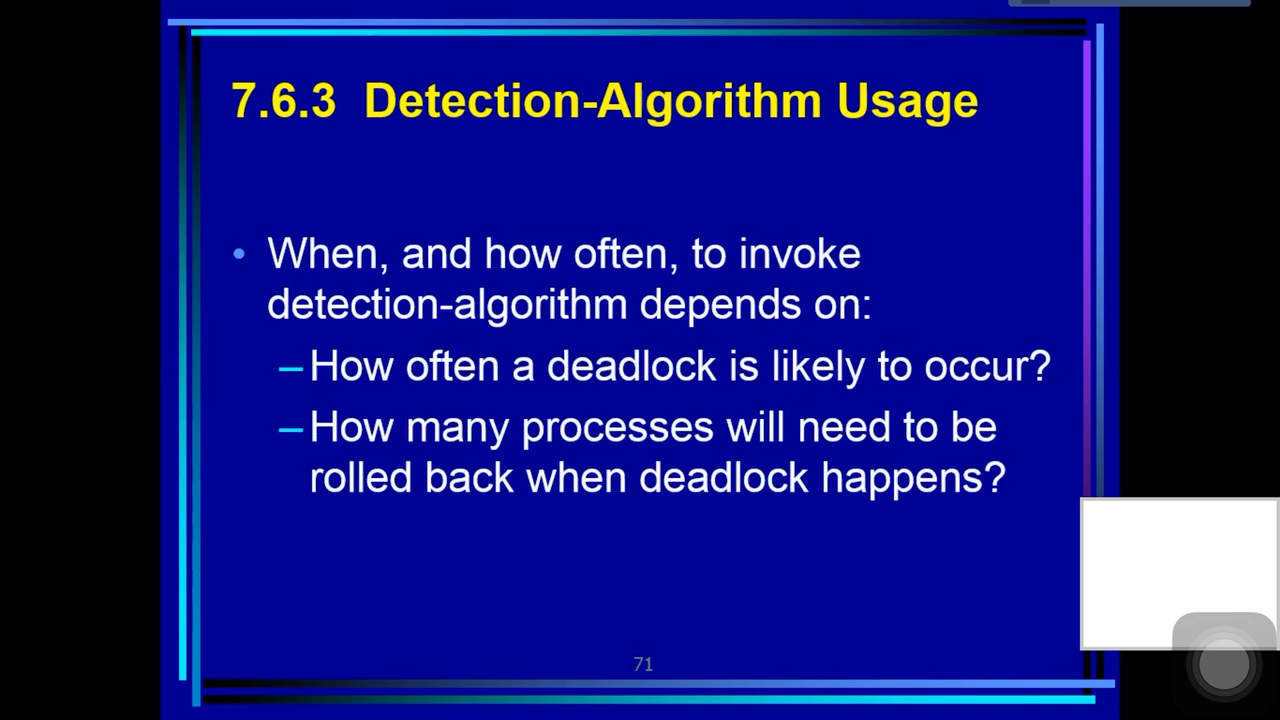 7.6.3 Detection-Algorithm Usage
• When, and how often, to invoke
detection-algorithm depends on:
– How often a deadlock is likely to occur?
– How many processes will need to be
rolled back when deadlock happens?
71